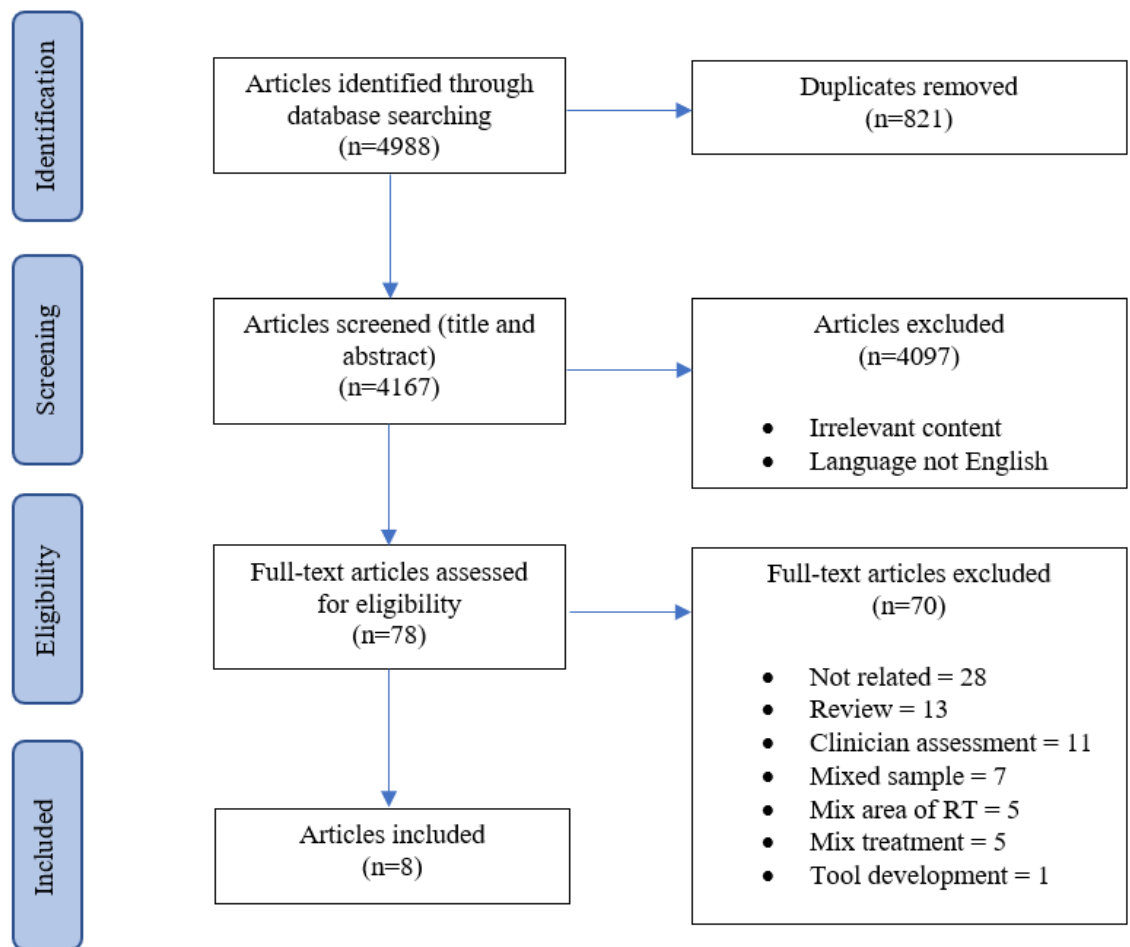 Identification
Articles identified through
database searching
(n=4988)
Duplicates removed
(n=821)
Screening
Articles screened (title and
abstract)
(n=4167)
Articles excluded
(n=4097)
• Irrelevant content
• Language not English
Eligibility
Full-text articles assessed
for eligibility
(n=78)
Full-text articles excluded
(n=70)
• Not related = 28
• Review = 13
• Clinician assessment = 11
• Mixed sample = 7
• Mix area of RT = 5
• Mix treatment = 5
• Tool development = 1
Included
Articles included
(n=8)